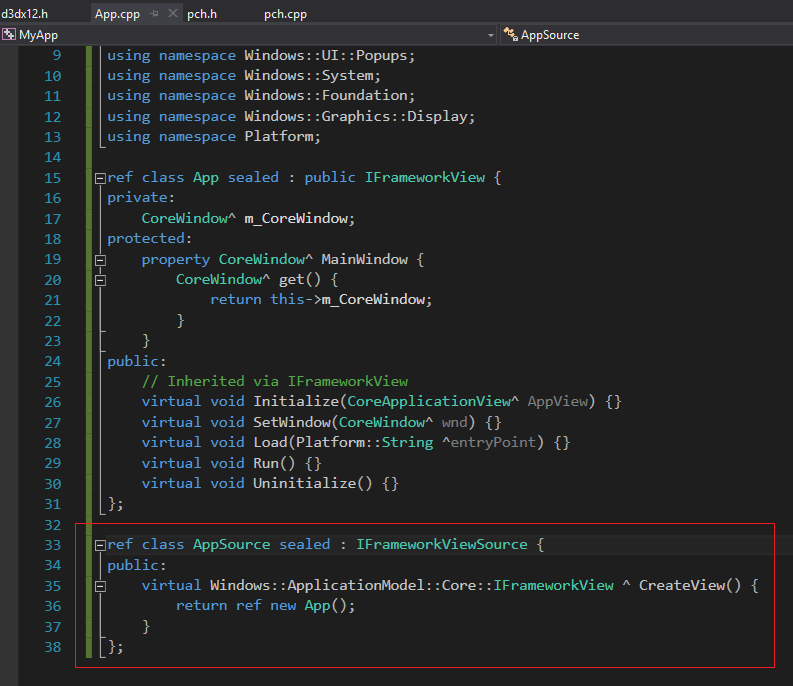 d3dx12.h App.cpp pch.h pch.cpp
MyApp AppSource
9 using namespace Windows::UI::Popups;
10 using namespace Windows::System;
11 using namespace Windows::Foundation;
12 using namespace Windows::Graphics::Display;
13 using namespace Platform;
14
15 ref class App sealed : public IFrameworkView {
16 private:
17     CoreWindow^ m_CoreWindow;
18 protected:
19     property CoreWindow^ MainWindow {
20         CoreWindow^ get() {
21             return this->m_CoreWindow;
22         }
23     }
24 public:
25     // Inherited via IFrameworkView
26     virtual void Initialize(CoreApplicationView^ AppView) {}
27     virtual void SetWindow(CoreWindow^ wnd) {}
28     virtual void Load(Platform::String ^entryPoint) {}
29     virtual void Run() {}
30     virtual void Uninitialize() {}
31 };
32
33 ref class AppSource sealed : IFrameworkViewSource {
34 public:
35     virtual Windows::ApplicationModel::Core::IFrameworkView ^ CreateView() {
36         return ref new App();
37     }
38 };